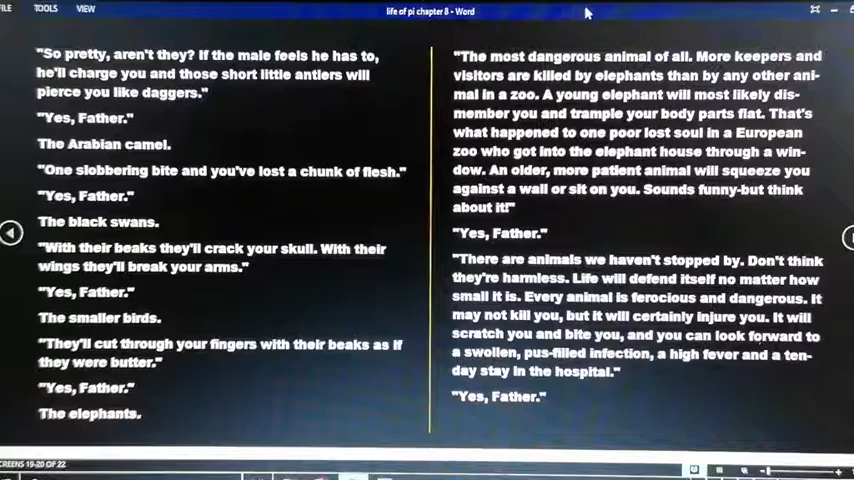 FILE TOOLS VIEW
life of pi chapter 8 - Word
"So pretty, aren't they? If the male feels he has to,
he'll charge you and those short little antlers will
pierce you like daggers."
"Yes, Father."
The Arabian camel.
"One slobbering bite and you've lost a chunk of flesh."
"Yes, Father."
The black swans.
"With their beaks they'll crack your skull. With their
wings they'll break your arms."
"Yes, Father."
The smaller birds.
"They'll cut through your fingers with their beaks as if
they were butter."
"Yes, Father."
The elephants.
"The most dangerous animal of all. More keepers and
visitors are killed by elephants than by any other ani-
mal in a zoo. A young elephant will most likely dis-
member you and trample your body parts flat. That's
what happened to one poor lost soul in a European
zoo who got into the elephant house through a win-
dow. An older, more patient animal will squeeze you
against a wall or sit on you. Sounds funny-but think
about it!"
"Yes, Father."
"There are animals we haven't stopped by. Don't think
they're harmless. Life will defend itself no matter how
small it is. Every animal is ferocious and dangerous. It
may not kill you, but it will certainly injure you. It will
scratch you and bite you, and you can look forward to
a swollen, pus-filled infection, a high fever and a ten-
day stay in the hospital."
"Yes, Father."
CREENS 19-20 OF 22